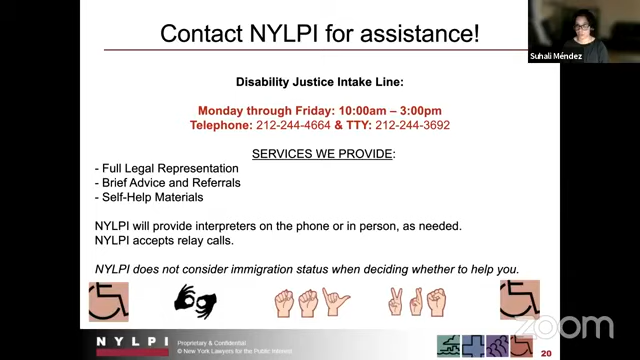 Contact NYLPI for assistance!
Suhali Méndez
Disability Justice Intake Line:
Monday through Friday: 10:00am – 3:00pm
Telephone: 212-244-4664 & TTY: 212-244-3692
SERVICES WE PROVIDE:
- Full Legal Representation
- Brief Advice and Referrals
- Self-Help Materials
NYLPI will provide interpreters on the phone or in person, as needed.
NYLPI accepts relay calls.
NYLPI does not consider immigration status when deciding whether to help you.
NYLPI
Proprietary & Confidential
© New York Lawyers for the Public Interest
20
zoom